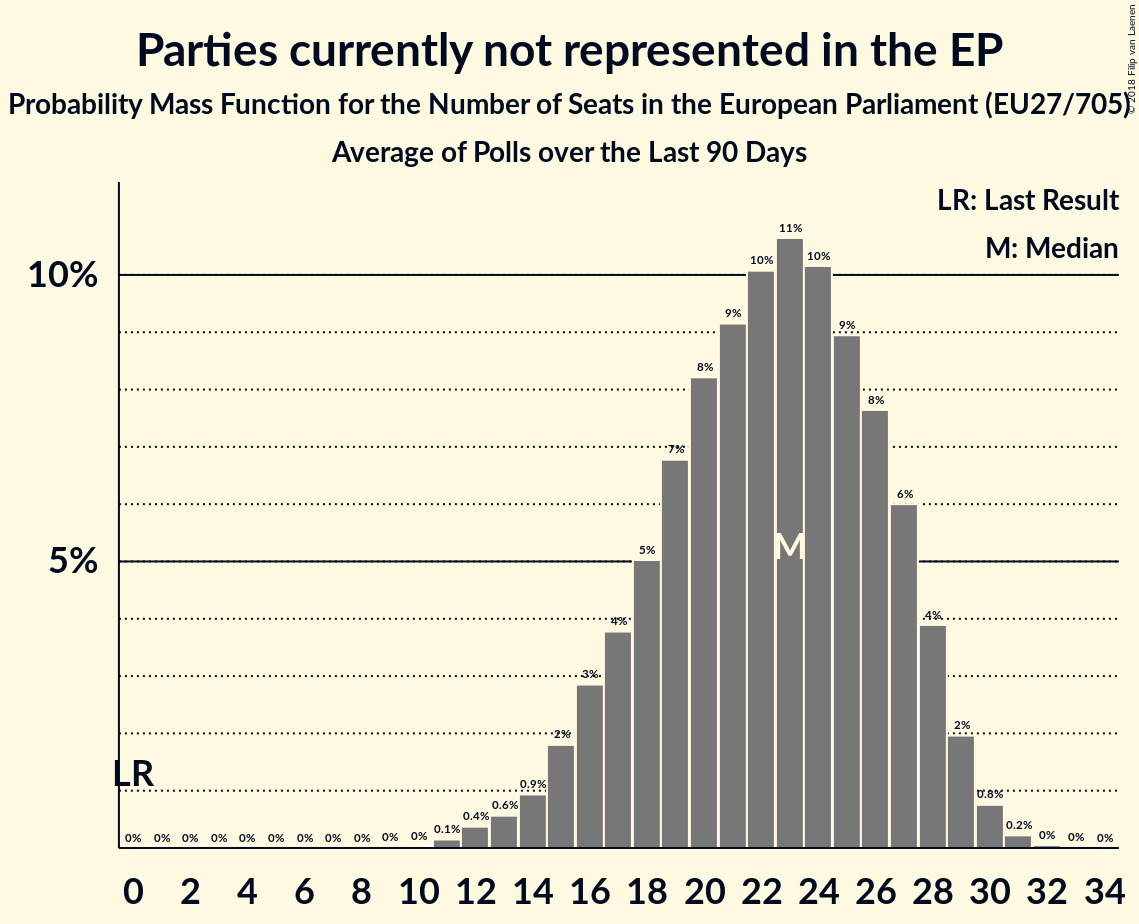 Parties currently not represented in the EP
Probability Mass Function for the Number of Seats in the European Parliament (EU27/705)
Average of Polls over the Last 90 Days
© 2018 Filip van Laenen
LR: Last Result
M: Median
10%
5%
LR
M
0% 0% 0% 0% 0% 0% 0% 0% 0% 0% 0% 0.1% 0.4% 0.6% 0.9% 2% 3% 4% 5% 7% 8% 9% 10% 11% 10% 9% 8% 6% 4% 2% 0.8% 0.2% 0% 0% 0%
0 2 4 6 8 10 12 14 16 18 20 22 24 26 28 30 32 34